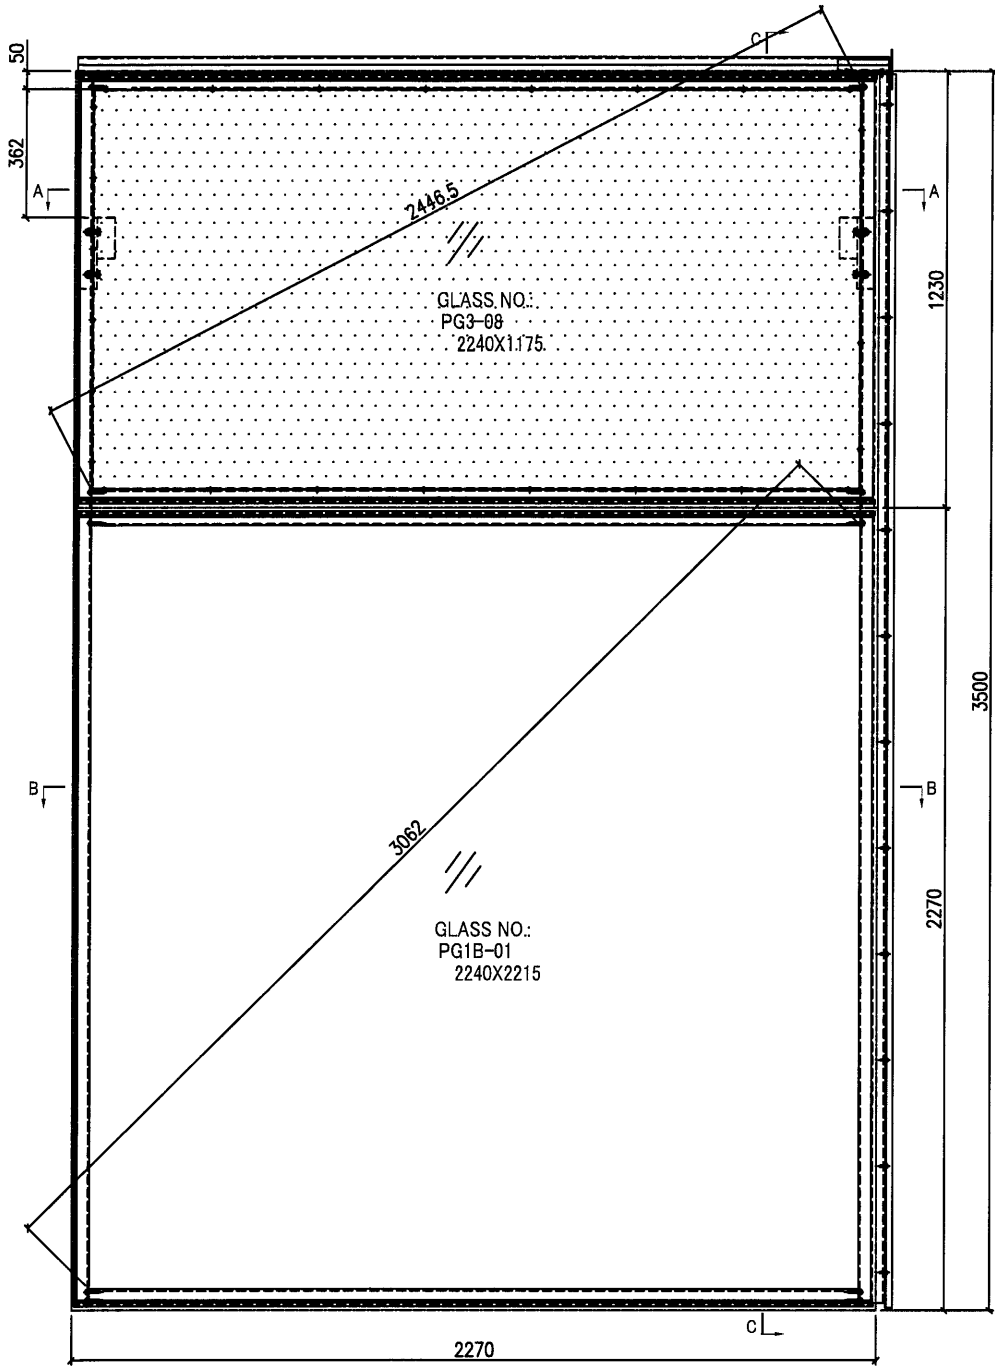 C
50
362
A
A
2446.5
1230
GLASS NO.:
PG3-08
2240X1175
3500
B
B
3062
2270
GLASS NO.:
PG1B-01
2240X2215
C
2270